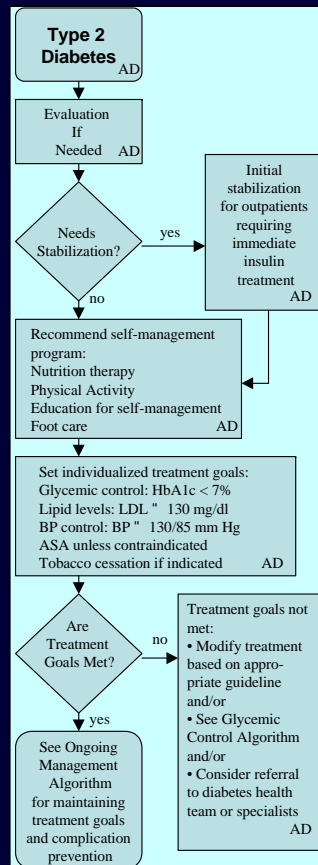 Type 2
Diabetes
AD
Evaluation
If
Needed AD
Needs
Stabilization?
yes
Initial
stabilization
for outpatients
requiring
immediate
insulin
treatment
AD
no
Recommend self-management
program:
Nutrition therapy
Physical Activity
Education for self-management
Foot care AD
Set individualized treatment goals:
Glycemic control: HbA1c < 7%
Lipid levels: LDL " 130 mg/dl
BP control: BP " 130/85 mm Hg
ASA unless contraindicated
Tobacco cessation if indicated AD
Are
Treatment
Goals Met?
no
Treatment goals not
met:
• Modify treatment
based on appro-
priate guideline
and/or
• See Glycemic
Control Algorithm
and/or
• Consider referral
to diabetes health
team or specialists
AD
yes
See Ongoing
Management
Algorithm
for maintaining
treatment goals
and complication
prevention